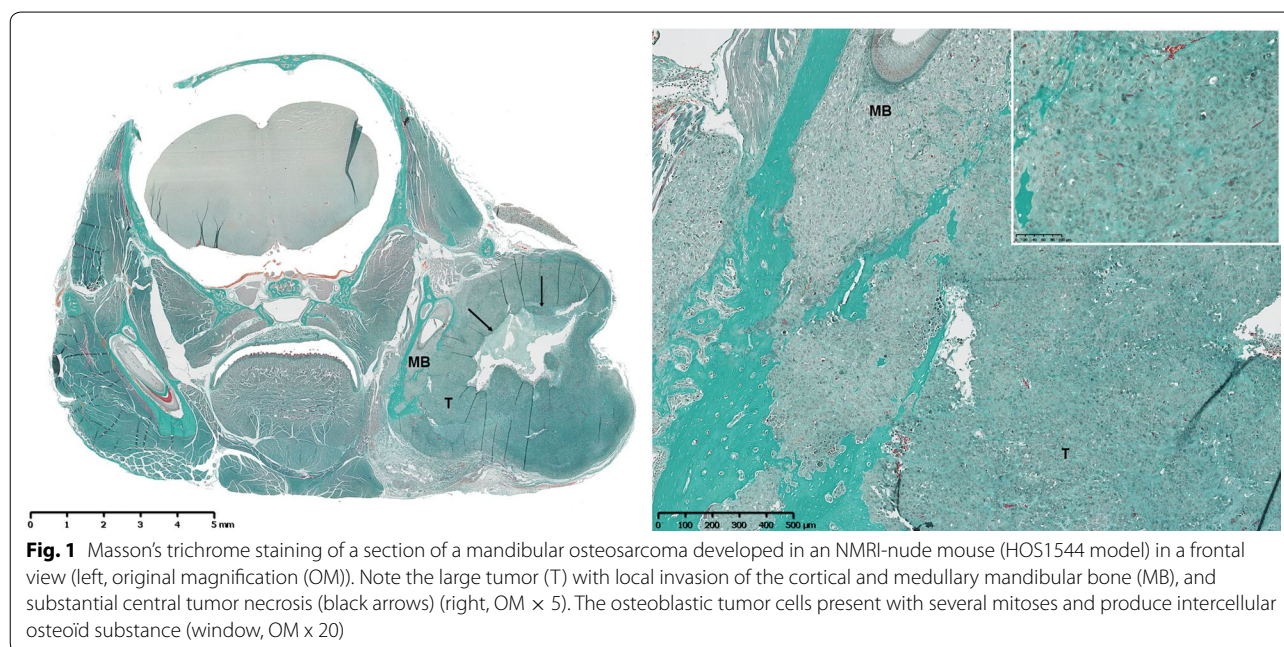 MB
T
0 1 2 3 4 5 mm
MB
T
0 100 200 300 400 500 µm
Fig. 1 Masson’s trichrome staining of a section of a mandibular osteosarcoma developed in an NMRI-nude mouse (HOS1544 model) in a frontal
view (left, original magnification (OM)). Note the large tumor (T) with local invasion of the cortical and medullary mandibular bone (MB), and
substantial central tumor necrosis (black arrows) (right, OM × 5). The osteoblastic tumor cells present with several mitoses and produce intercellular
osteoïd substance (window, OM x 20)